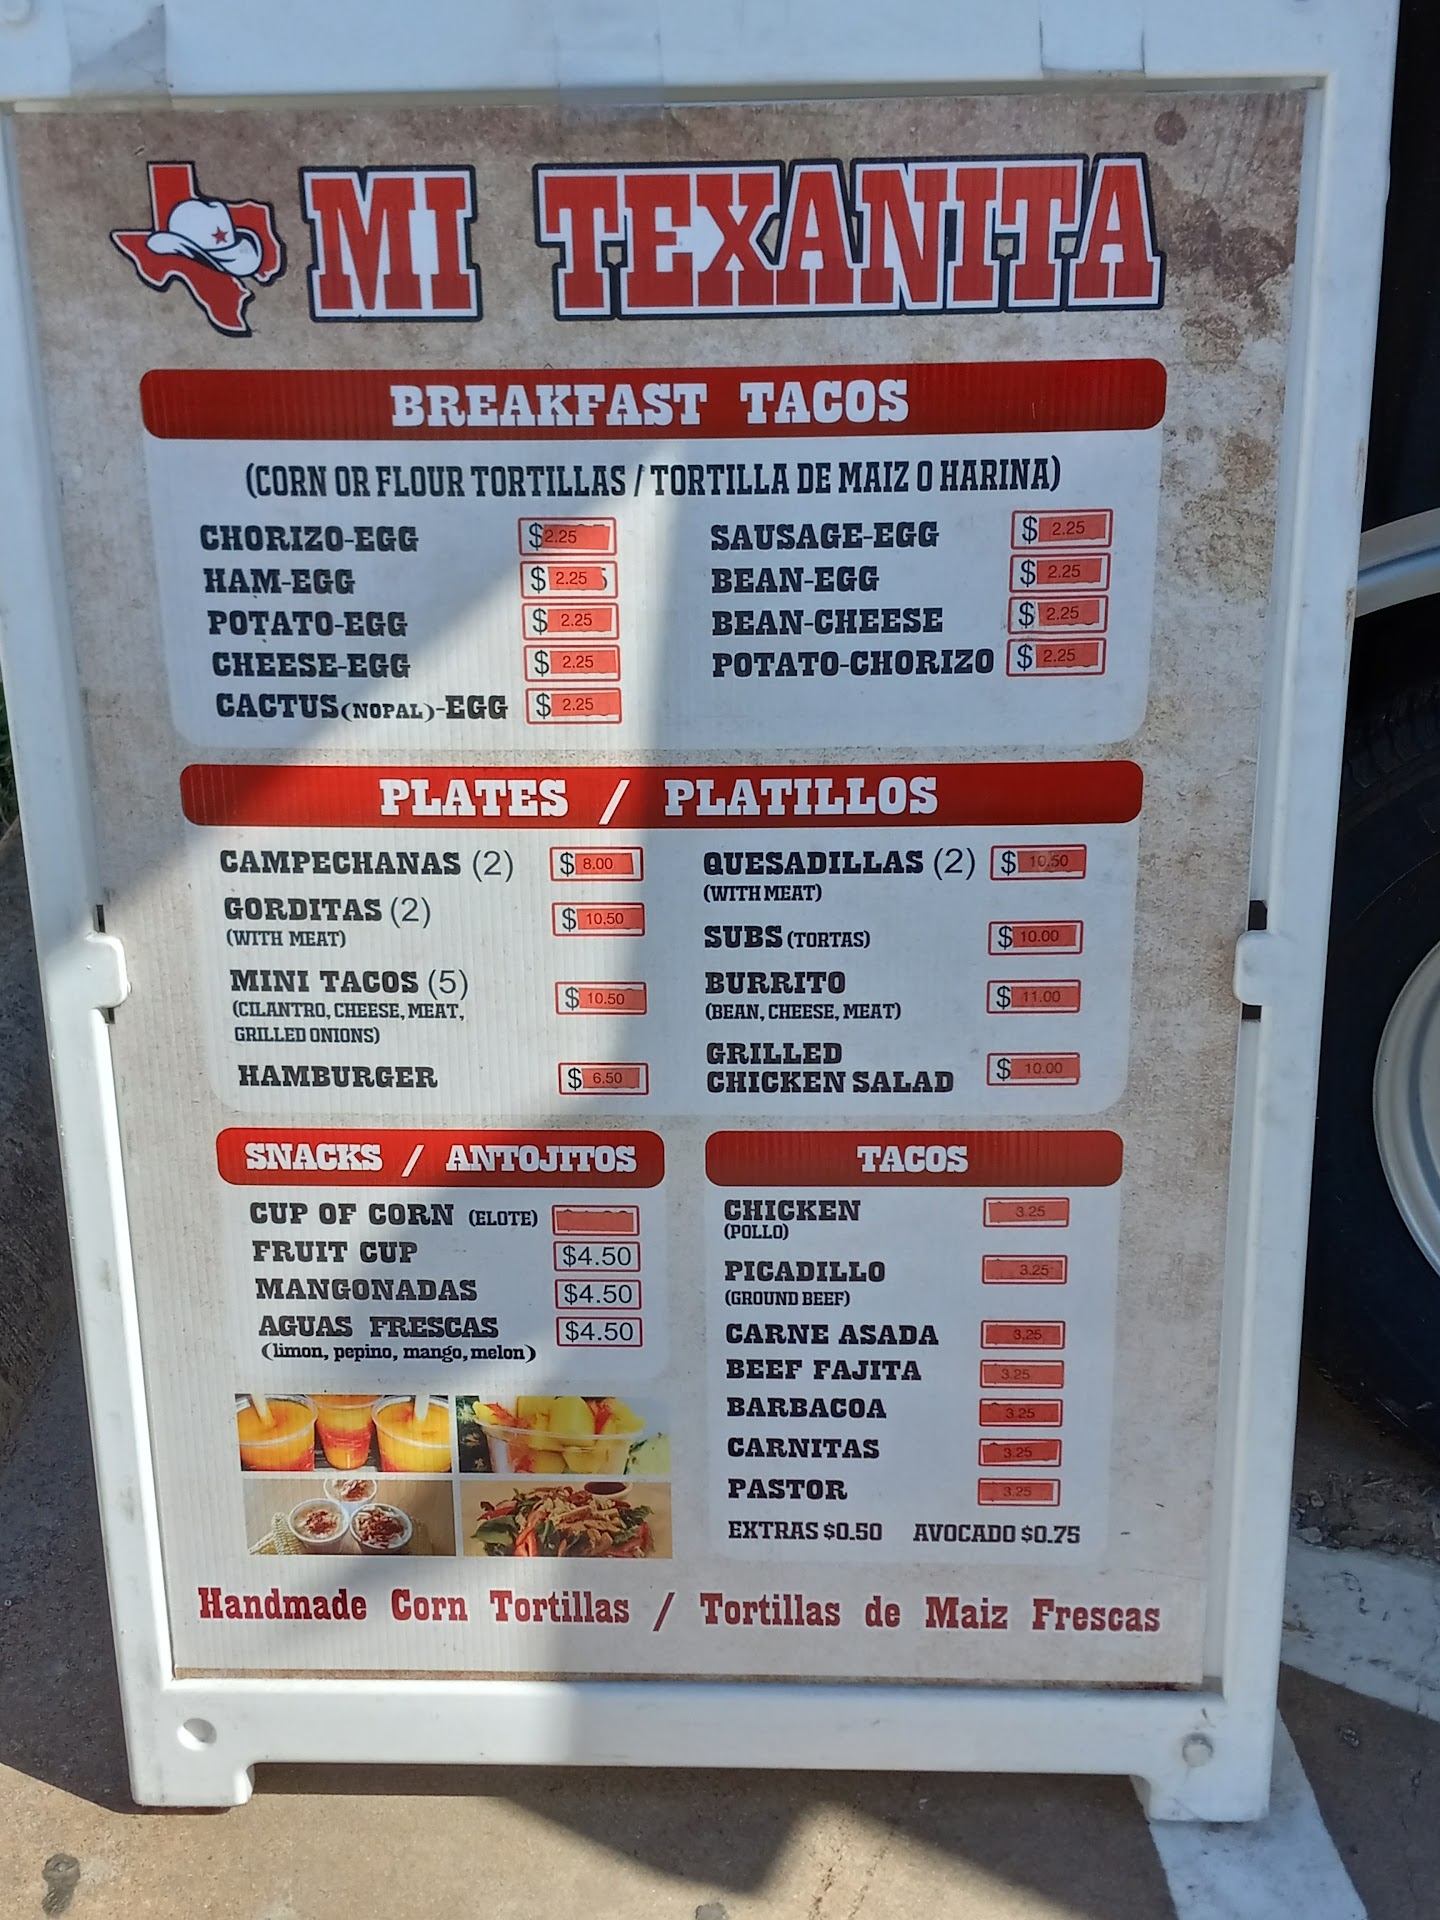 MI TEXANITA
BREAKFAST TACOS
(CORN OR FLOUR TORTILLAS / TORTILLA DE MAIZ O HARINA)
CHORIZO-EGG $2.25
HAM-EGG $2.25
POTATO-EGG $2.25
CHEESE-EGG $2.25
CACTUS(NOPAL)-EGG $2.25
SAUSAGE-EGG $2.25
BEAN-EGG $2.25
BEAN-CHEESE $2.25
POTATO-CHORIZO $2.25
PLATES / PLATILLOS
CAMPECHANAS (2) $8.00
GORDITAS (2) $10.50
(WITH MEAT)
MINI TACOS (5) $10.50
(CILANTRO, CHEESE, MEAT,
GRILLED ONIONS)
HAMBURGER $6.50
QUESADILLAS (2) $10.50
(WITH MEAT)
SUBS (TORTAS) $10.00
BURRITO $11.00
(BEAN, CHEESE, MEAT)
GRILLED
CHICKEN SALAD $10.00
SNACKS / ANTOJITOS
CUP OF CORN (ELOTE)
FRUIT CUP $4.50
MANGONADAS $4.50
AGUAS FRESCAS $4.50
(limon, pepino, mango, melon)
TACOS
CHICKEN 3.25
(POLLO)
PICADILLO 3.25
(GROUND BEEF)
CARNE ASADA 3.25
BEEF FAJITA 3.25
BARBACOA 3.25
CARNITAS 3.25
PASTOR 3.25
EXTRAS $0.50 AVOCADO $0.75
Handmade Corn Tortillas / Tortillas de Maiz Frescas